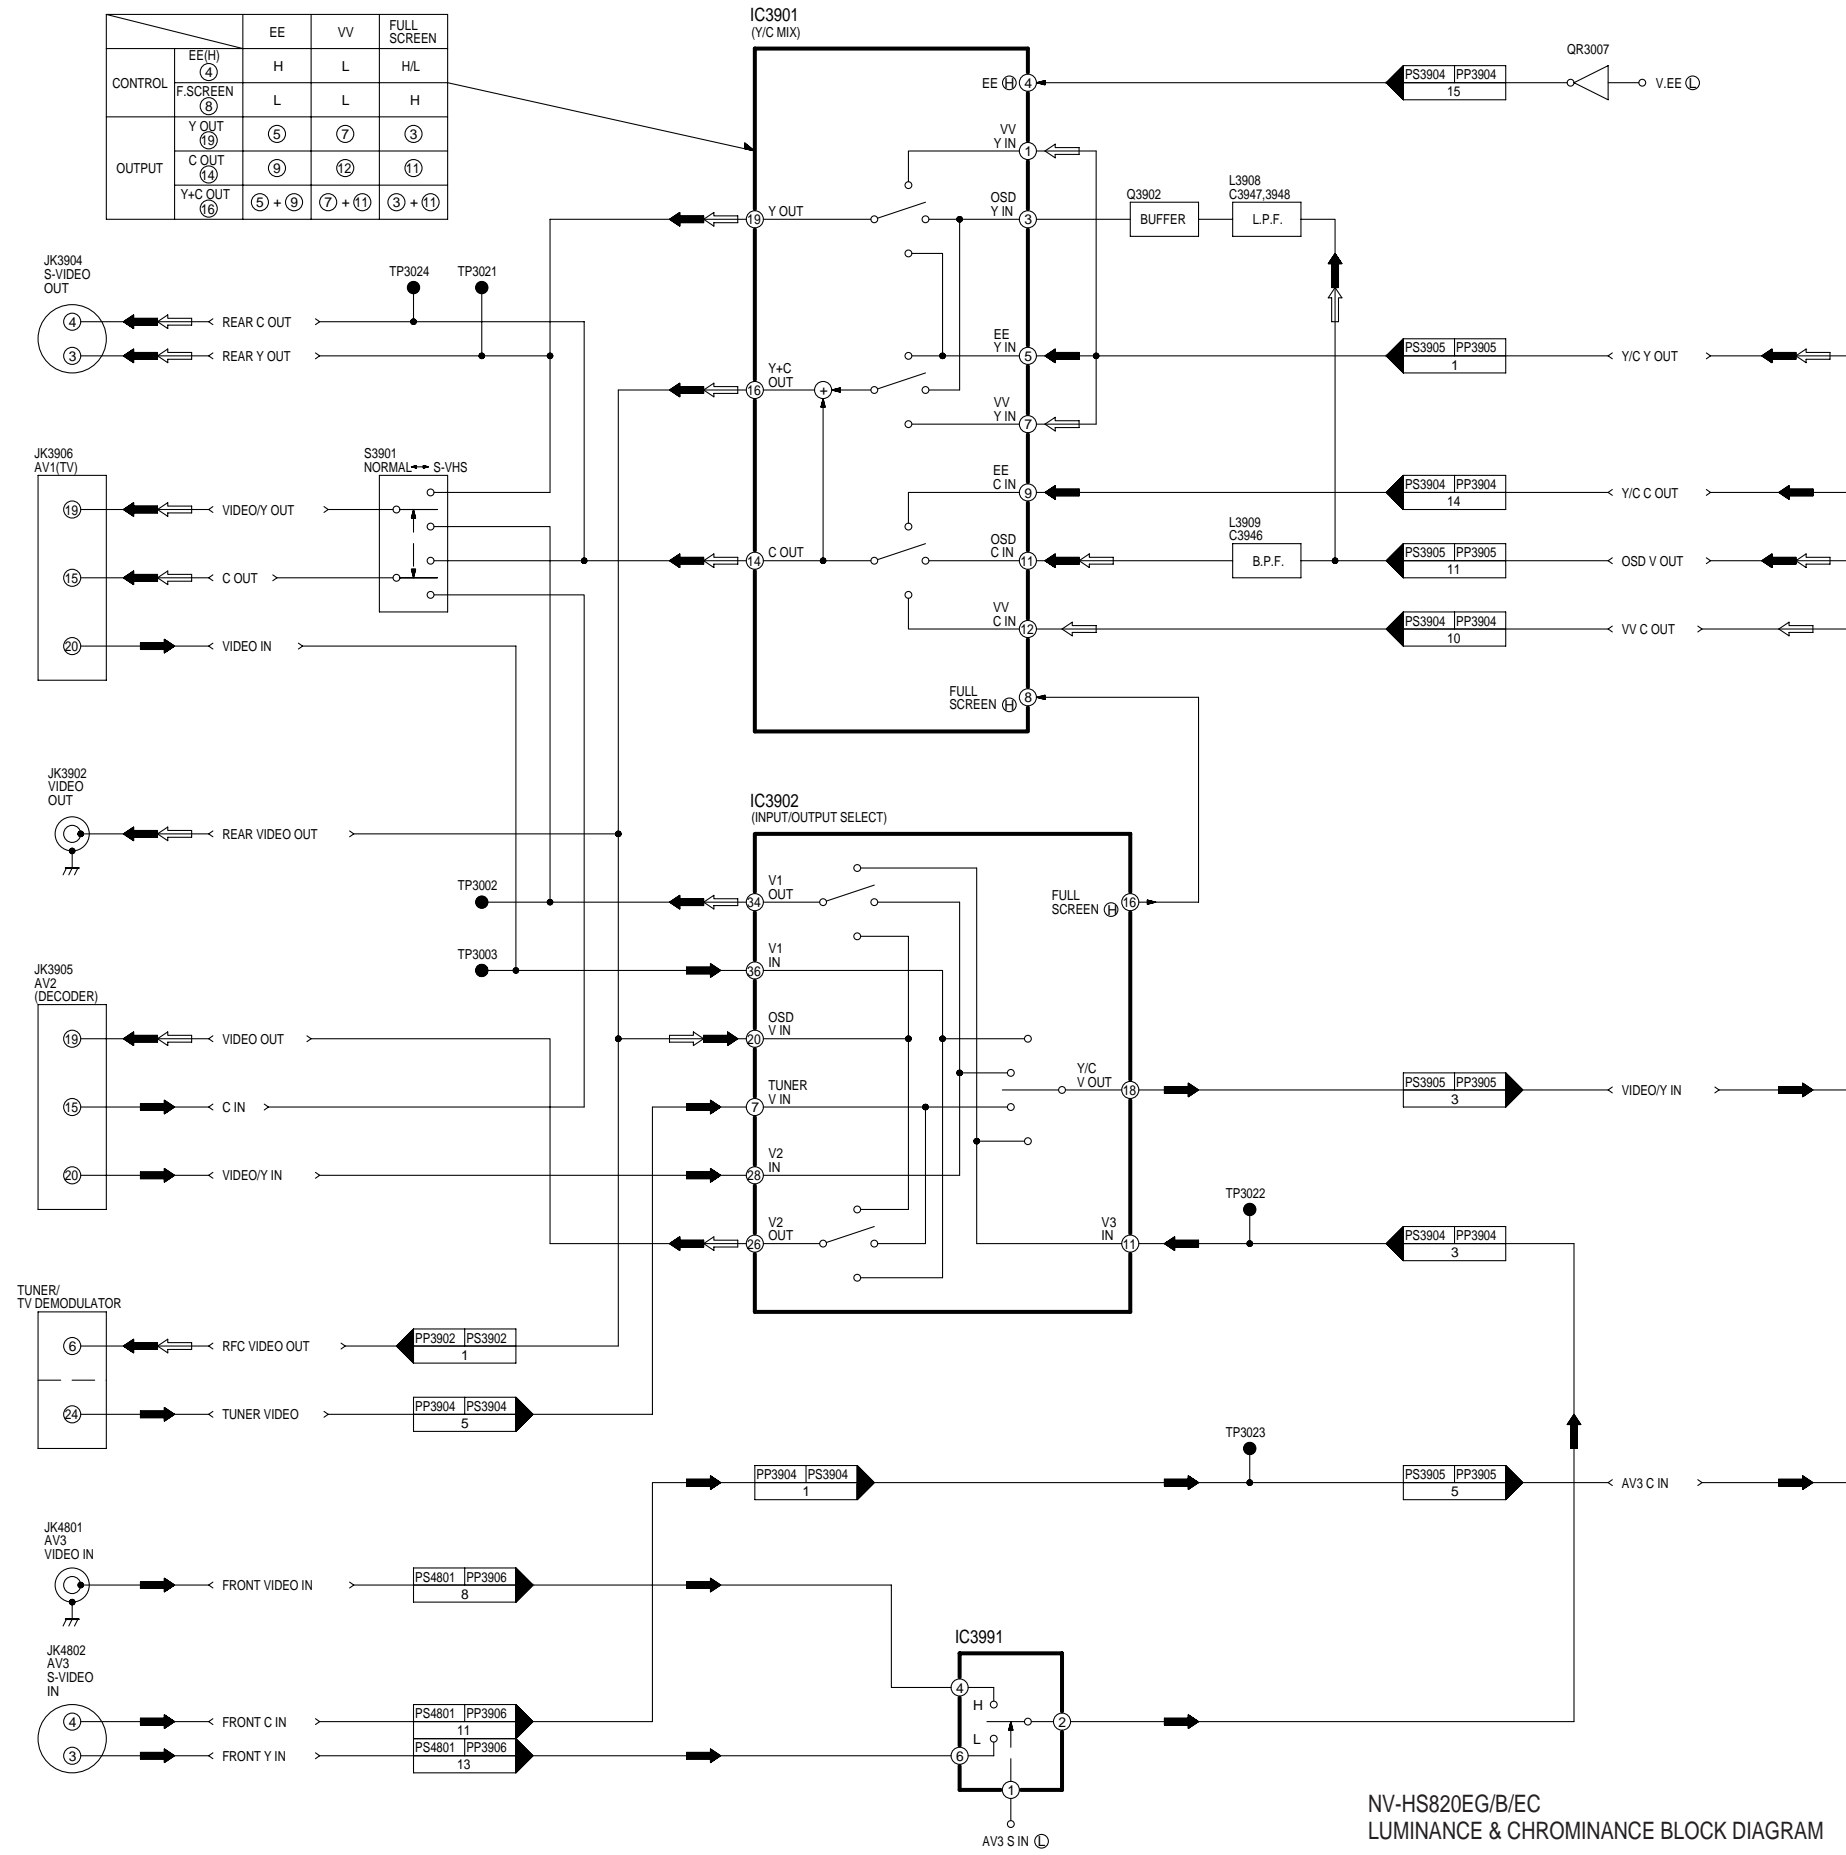 EE
VV
FULL
SCREEN
CONTROL
EE(H)
4
H
L
H/L
F.SCREEN
8
L
L
H
OUTPUT
Y OUT
19
5
7
3
C OUT
14
9
12
11
Y+C OUT
16
5 + 9
7 + 11
3 + 11
IC3901
(Y/C MIX)
EE H 4
VV
Y IN 1
OSD
Y IN 3
EE
Y IN 5
VV
Y IN 7
EE
C IN 9
OSD
C IN 11
VV
C IN 12
FULL
SCREEN H 8
19 Y OUT
Y+C
16 OUT
+
14 C OUT
PS3904 PP3904
15
QR3007
V.EE L
Q3902
BUFFER
L3908
C3947,3948
L.P.F.
PS3905 PP3905
1
Y/C Y OUT
PS3904 PP3904
14
Y/C C OUT
L3909
C3946
B.P.F.
PS3905 PP3905
11
OSD V OUT
PS3904 PP3904
10
VV C OUT
JK3904
S-VIDEO
OUT
4
REAR C OUT
3
REAR Y OUT
TP3024
TP3021
JK3906
AV1(TV)
19
VIDEO/Y OUT
15
C OUT
20
VIDEO IN
S3901
NORMAL S-VHS
JK3902
VIDEO
OUT
REAR VIDEO OUT
TP3002
TP3003
IC3902
(INPUT/OUTPUT SELECT)
V1
34 OUT
V1
36 IN
OSD
20 V IN
TUNER
7 V IN
V2
28 IN
V2
26 OUT
FULL
SCREEN H 16
Y/C
V OUT 18
V3
IN 11
PS3905 PP3905
3
VIDEO/Y IN
TP3022
PS3904 PP3904
3
JK3905
AV2
(DECODER)
19
VIDEO OUT
15
C IN
20
VIDEO/Y IN
TUNER/
TV DEMODULATOR
6
RFC VIDEO OUT
PP3902 PS3902
1
24
TUNER VIDEO
PP3904 PS3904
5
PP3904 PS3904
1
TP3023
PS3905 PP3905
5
AV3 C IN
JK4801
AV3
VIDEO IN
FRONT VIDEO IN
PS4801 PP3906
8
JK4802
AV3
S-VIDEO
IN
4
FRONT C IN
PS4801 PP3906
11
3
FRONT Y IN
PS4801 PP3906
13
IC3991
4
H
2
L
6
1
AV3 S IN L
NV-HS820EG/B/EC
LUMINANCE & CHROMINANCE BLOCK DIAGRAM